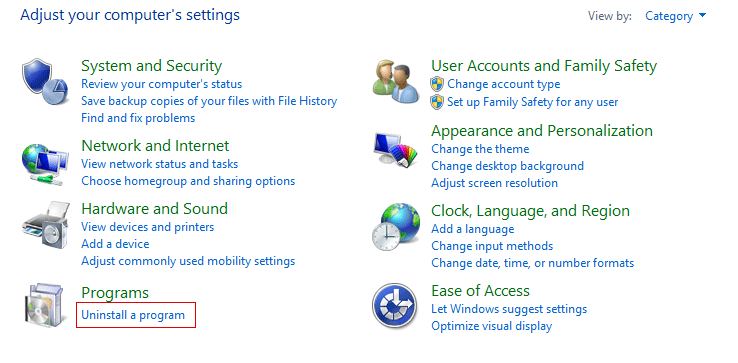 Adjust your computer's settings
View by: Category
System and Security
Review your computer's status
Save backup copies of your files with File History
Find and fix problems
Network and Internet
View network status and tasks
Choose homegroup and sharing options
Hardware and Sound
View devices and printers
Add a device
Adjust commonly used mobility settings
Programs
Uninstall a program
User Accounts and Family Safety
Change account type
Set up Family Safety for any user
Appearance and Personalization
Change the theme
Change desktop background
Adjust screen resolution
Clock, Language, and Region
Add a language
Change input methods
Change date, time, or number formats
Ease of Access
Let Windows suggest settings
Optimize visual display